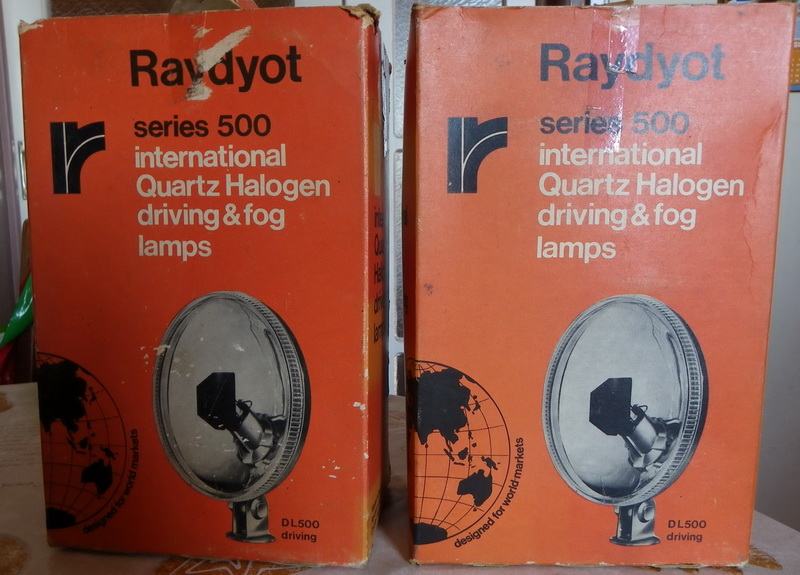 Raydyot
series 500
international
Quartz Halogen
driving & fog
lamps
designed for world markets
DL500
driving
Raydyot
series 500
international
Quartz Halogen
driving & fog
lamps
designed for world markets
DL500
driving